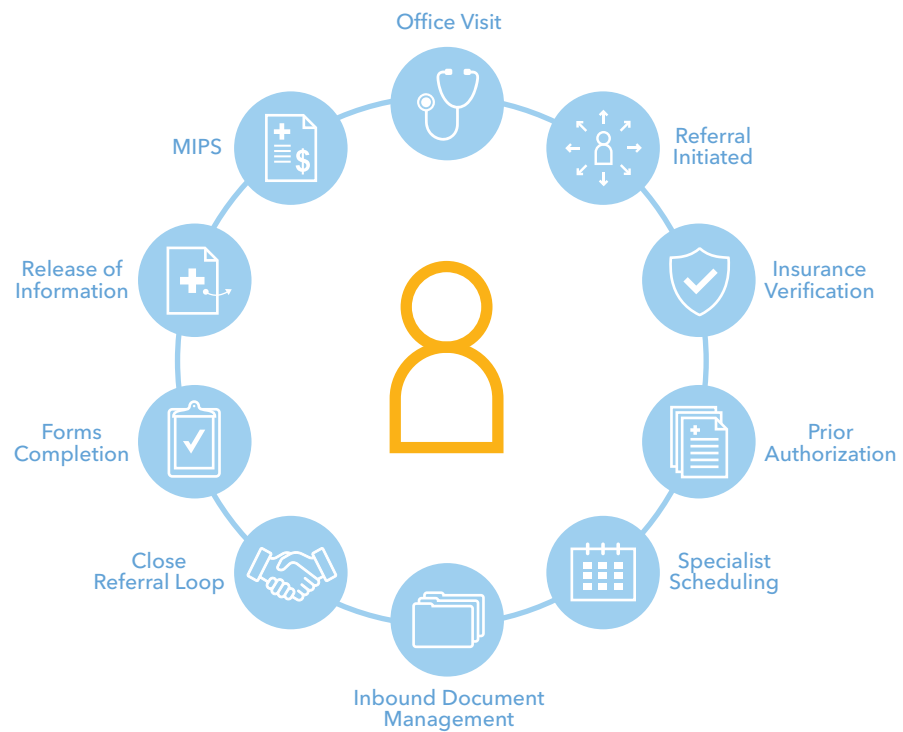 Office Visit
Referral
Initiated
Insurance
Verification
Prior
Authorization
Specialist
Scheduling
Inbound Document
Management
Close
Referral Loop
Forms
Completion
Release of
Information
MIPS
$